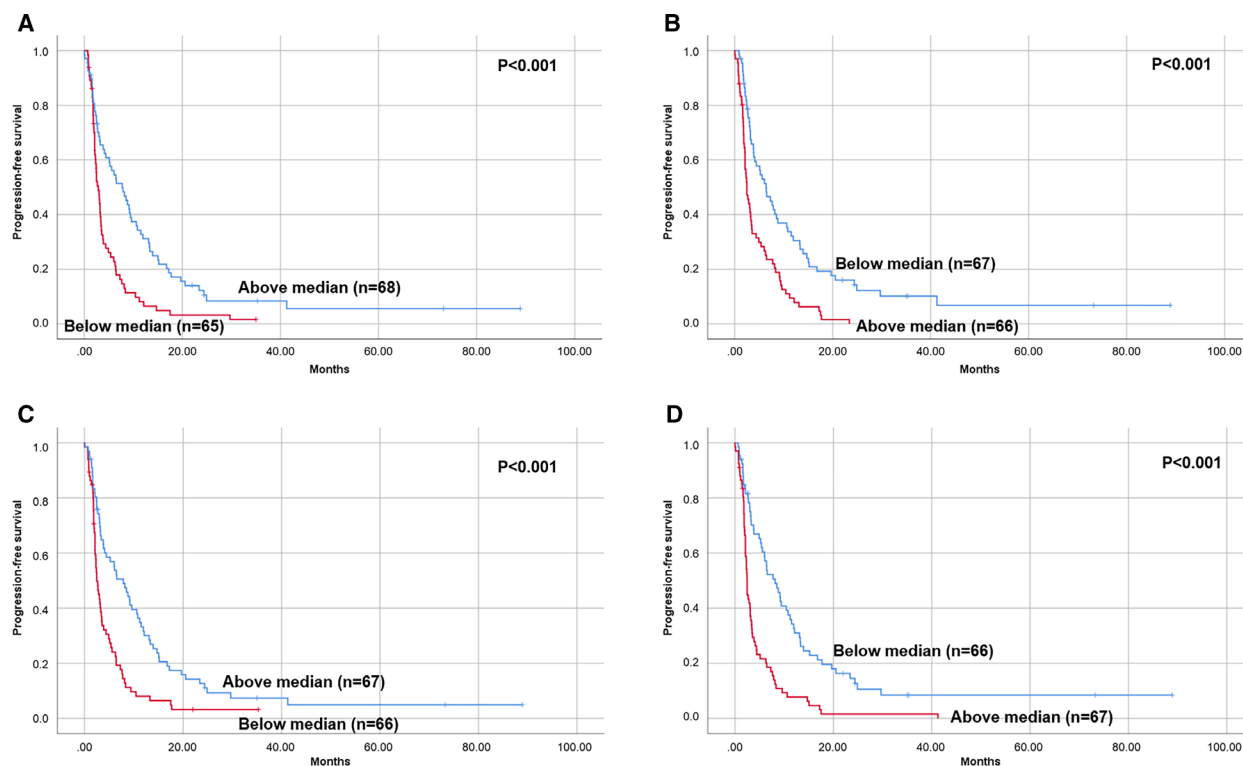 A
P<0.001
Progression-free survival
1.0
0.8
0.6
0.4
0.2
0.0
Above median (n=68)
Below median (n=65)
.00 20.00 40.00 60.00 80.00 100.00
Months
B
P<0.001
Progression-free survival
1.0
0.8
0.6
0.4
0.2
0.0
Below median (n=67)
Above median (n=66)
.00 20.00 40.00 60.00 80.00 100.00
Months
C
P<0.001
Progression-free survival
1.0
0.8
0.6
0.4
0.2
0.0
Above median (n=67)
Below median (n=66)
.00 20.00 40.00 60.00 80.00 100.00
Months
D
P<0.001
Progression-free survival
1.0
0.8
0.6
0.4
0.2
0.0
Below median (n=66)
Above median (n=67)
.00 20.00 40.00 60.00 80.00 100.00
Months